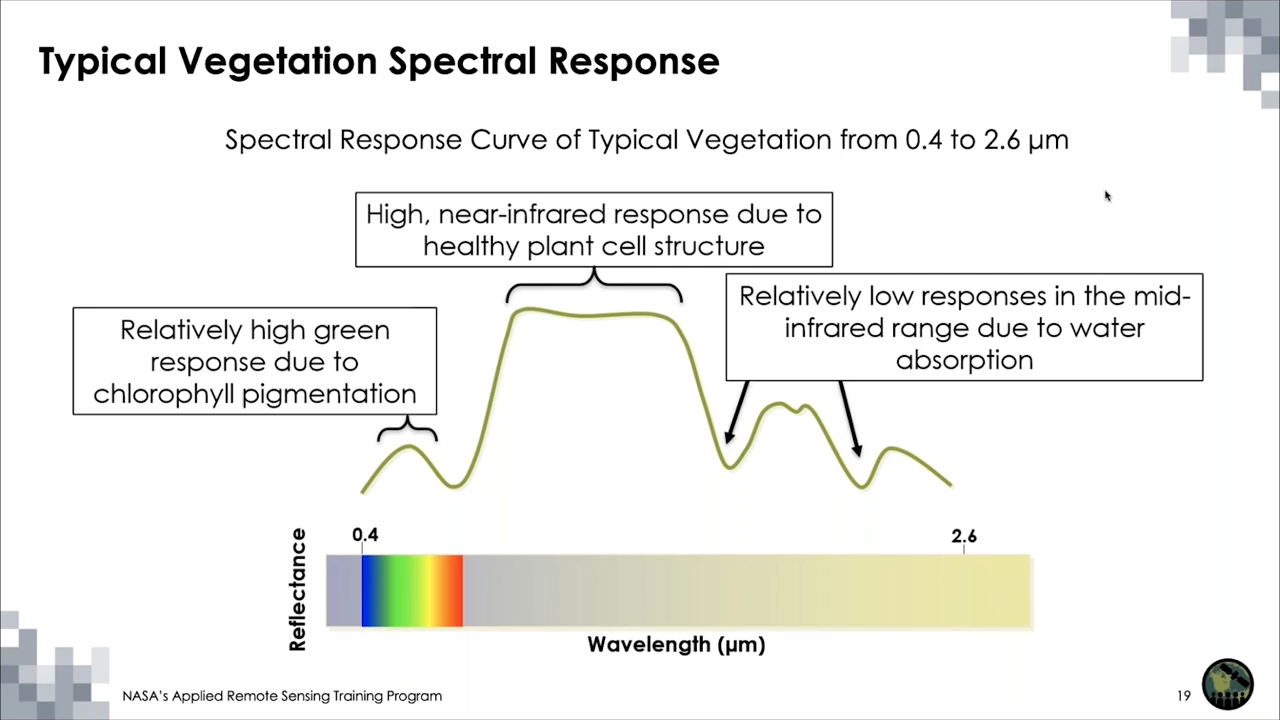 Typical Vegetation Spectral Response
Spectral Response Curve of Typical Vegetation from 0.4 to 2.6 µm
High, near-infrared response due to
healthy plant cell structure
Relatively low responses in the mid-
infrared range due to water
absorption
Relatively high green
response due to
chlorophyll pigmentation
0.4
2.6
Reflectance
Wavelength (µm)
NASA's Applied Remote Sensing Training Program
19